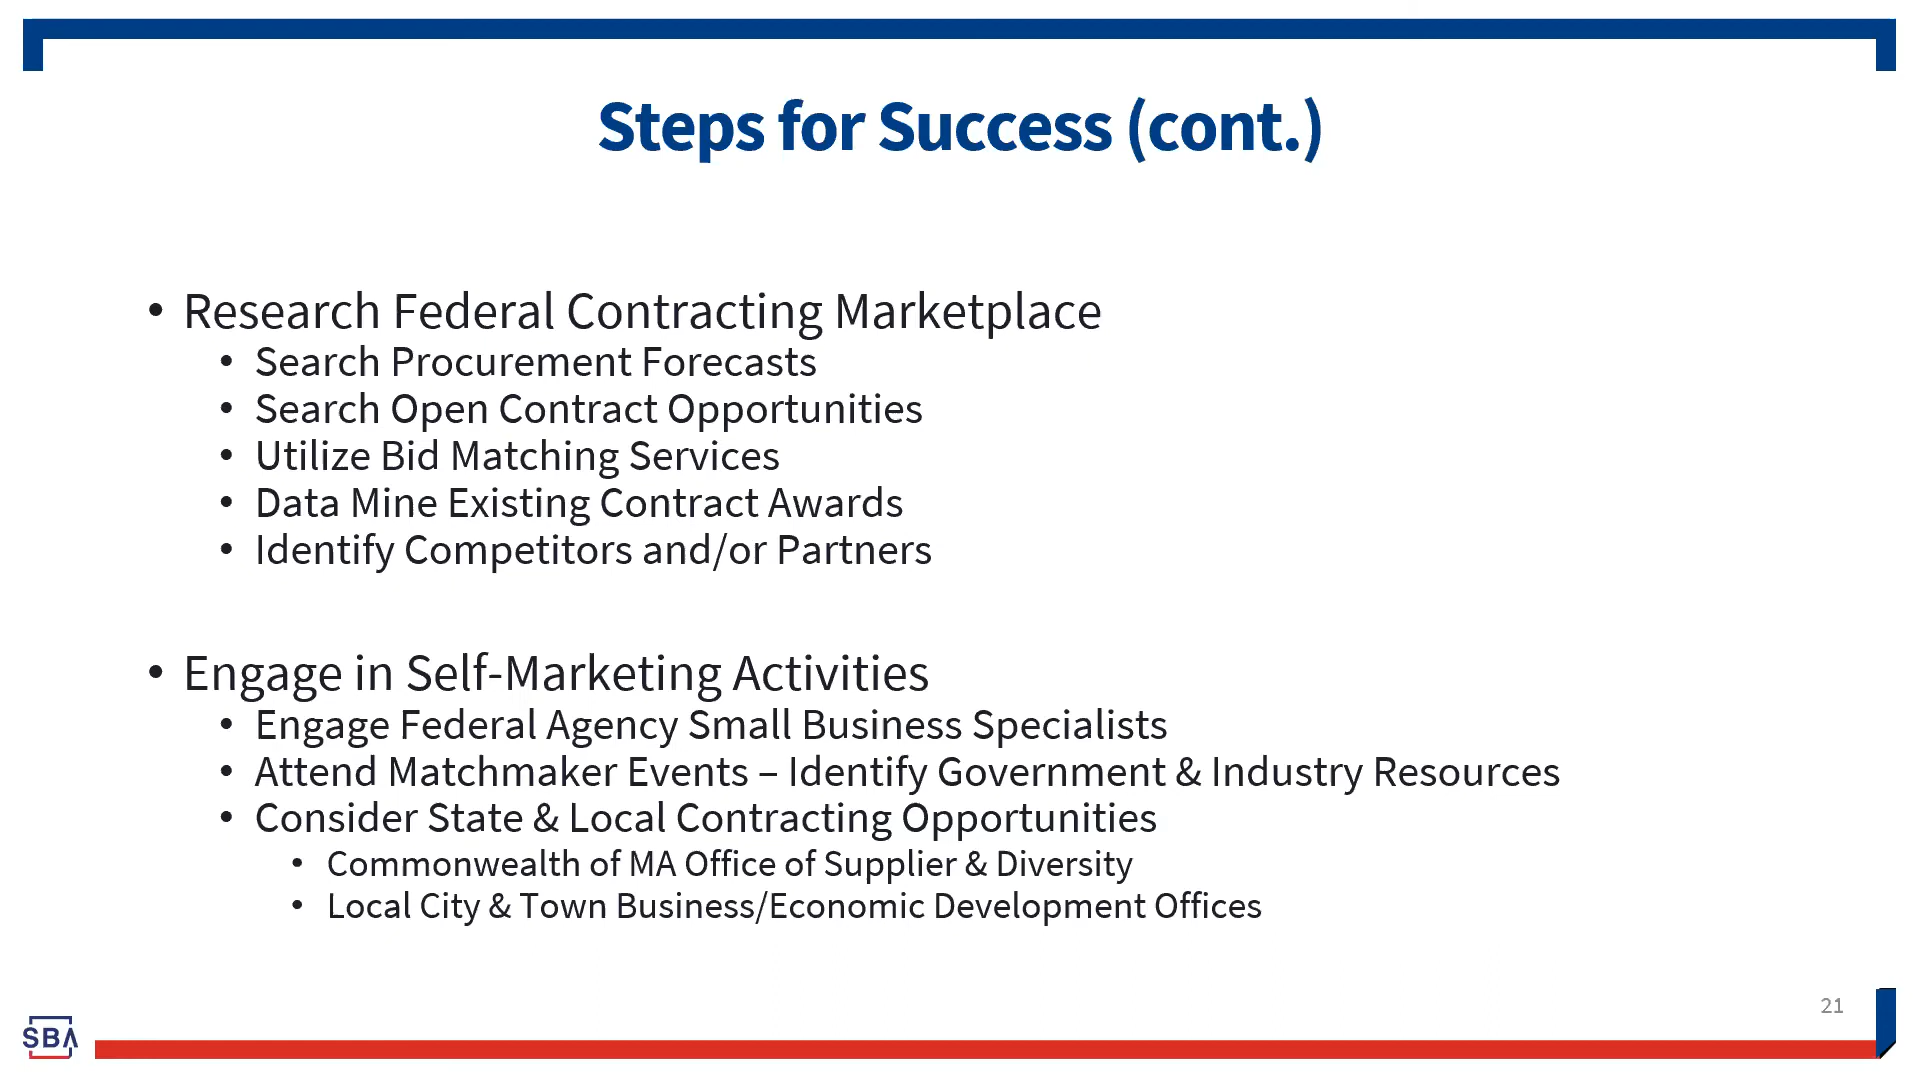 Steps for Success (cont.)
• Research Federal Contracting Marketplace
• Search Procurement Forecasts
• Search Open Contract Opportunities
• Utilize Bid Matching Services
• Data Mine Existing Contract Awards
• Identify Competitors and/or Partners
• Engage in Self-Marketing Activities
• Engage Federal Agency Small Business Specialists
• Attend Matchmaker Events – Identify Government & Industry Resources
• Consider State & Local Contracting Opportunities
• Commonwealth of MA Office of Supplier & Diversity
• Local City & Town Business/Economic Development Offices
21
SBA